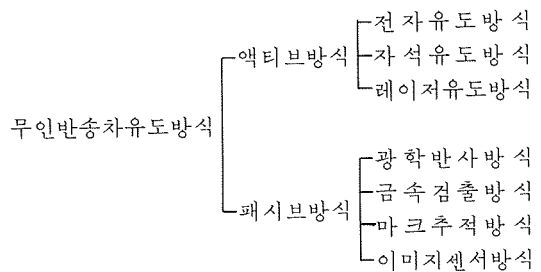 전자유도방식
액티브방식
자석유도방식
레이저유도방식
무인반송차유도방식
광학반사방식
금속검출방식
패시브방식
마크추적방식
이미지센서방식